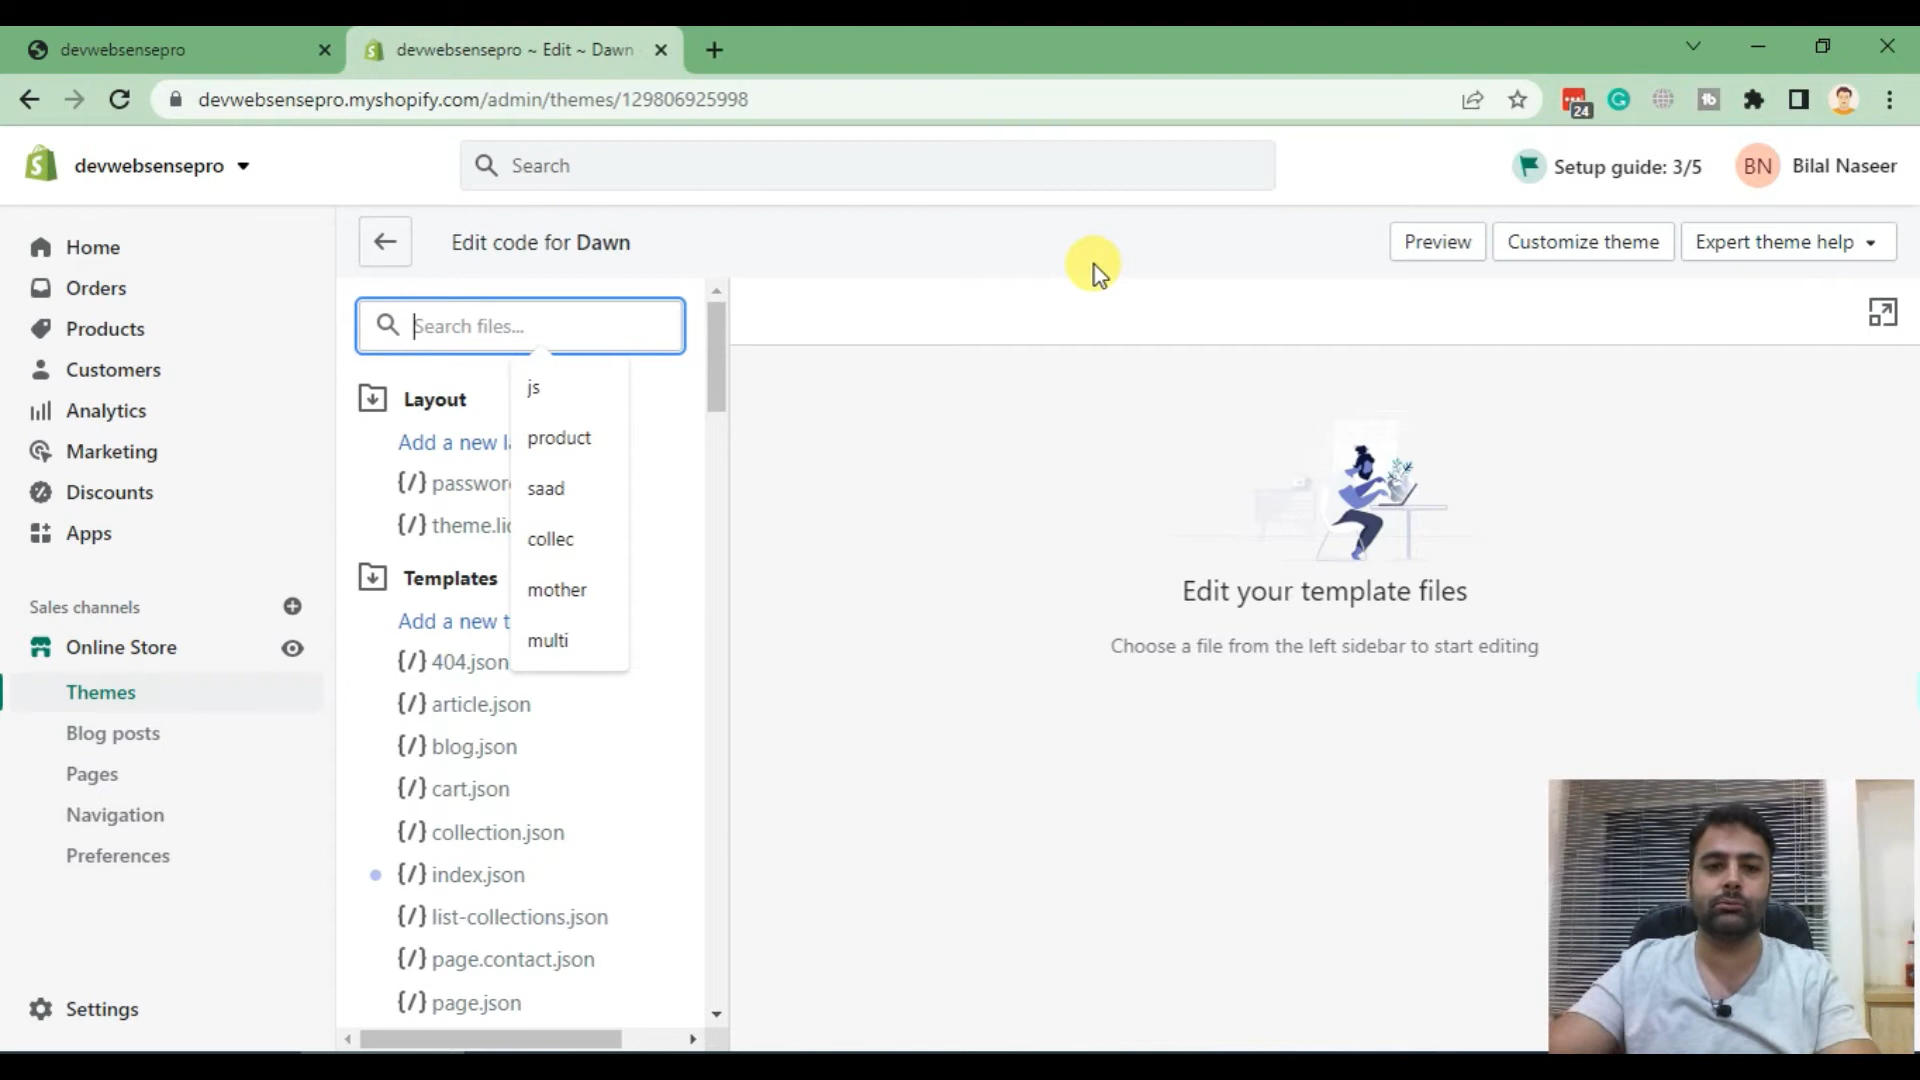 devwebsensepro
devwebsensepro ~ Edit ~ Dawn
devwebsensepro.myshopify.com/admin/themes/129806925998
24
devwebsensepro
Search
Setup guide: 3/5
BN
Bilal Naseer
Home
Orders
Products
Customers
Analytics
Marketing
Discounts
Apps
Sales channels
Online Store
Themes
Blog posts
Pages
Navigation
Preferences
Settings
Edit code for Dawn
Preview
Customize theme
Expert theme help
Search files...
js
product
saad
collec
mother
multi
Layout
Add a new l
{/} passwor
{/} theme.li
Templates
Add a new t
{/} 404.json
{/} article.json
{/} blog.json
{/} cart.json
{/} collection.json
{/} index.json
{/} list-collections.json
{/} page.contact.json
{/} page.json
Edit your template files
Choose a file from the left sidebar to start editing